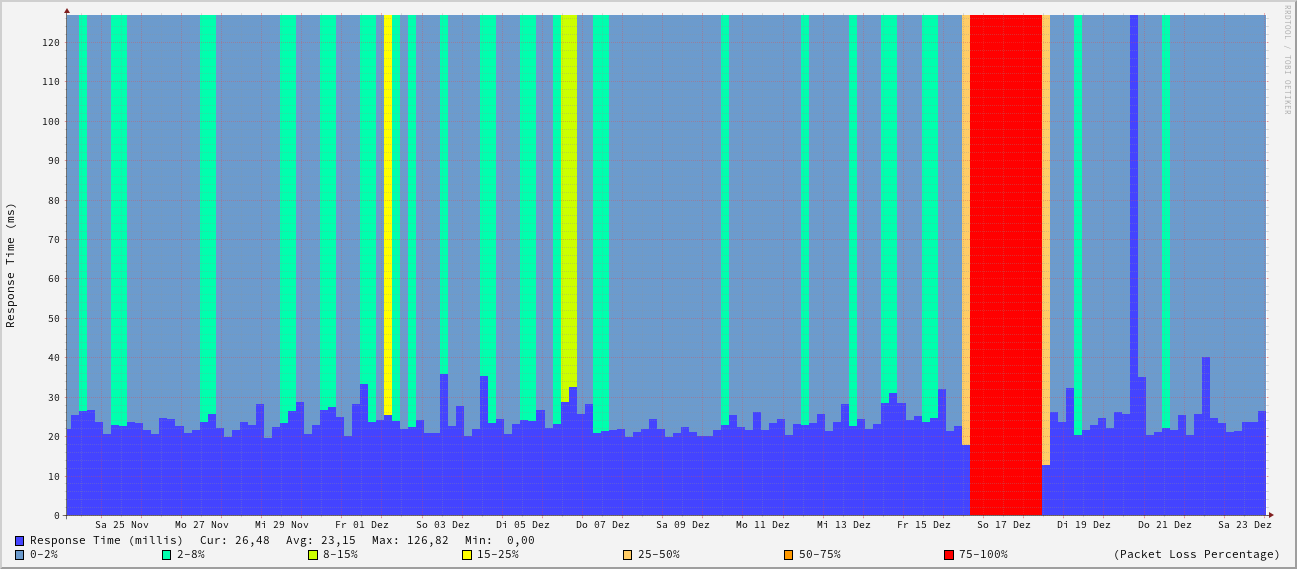 RRDTOOL / TOBI OETIKER
Response Time (ms)
120
110
100
90
80
70
60
50
40
30
20
10
0
Sa 25 Nov Mo 27 Nov Mi 29 Nov Fr 01 Dez So 03 Dez Di 05 Dez Do 07 Dez Sa 09 Dez Mo 11 Dez Mi 13 Dez Fr 15 Dez So 17 Dez Di 19 Dez Do 21 Dez Sa 23 Dez
Response Time (millis) Cur: 26,48 Avg: 23,15 Max: 126,82 Min: 0,00
0-2% 2-8% 8-15% 15-25% 25-50% 50-75% 75-100% (Packet Loss Percentage)